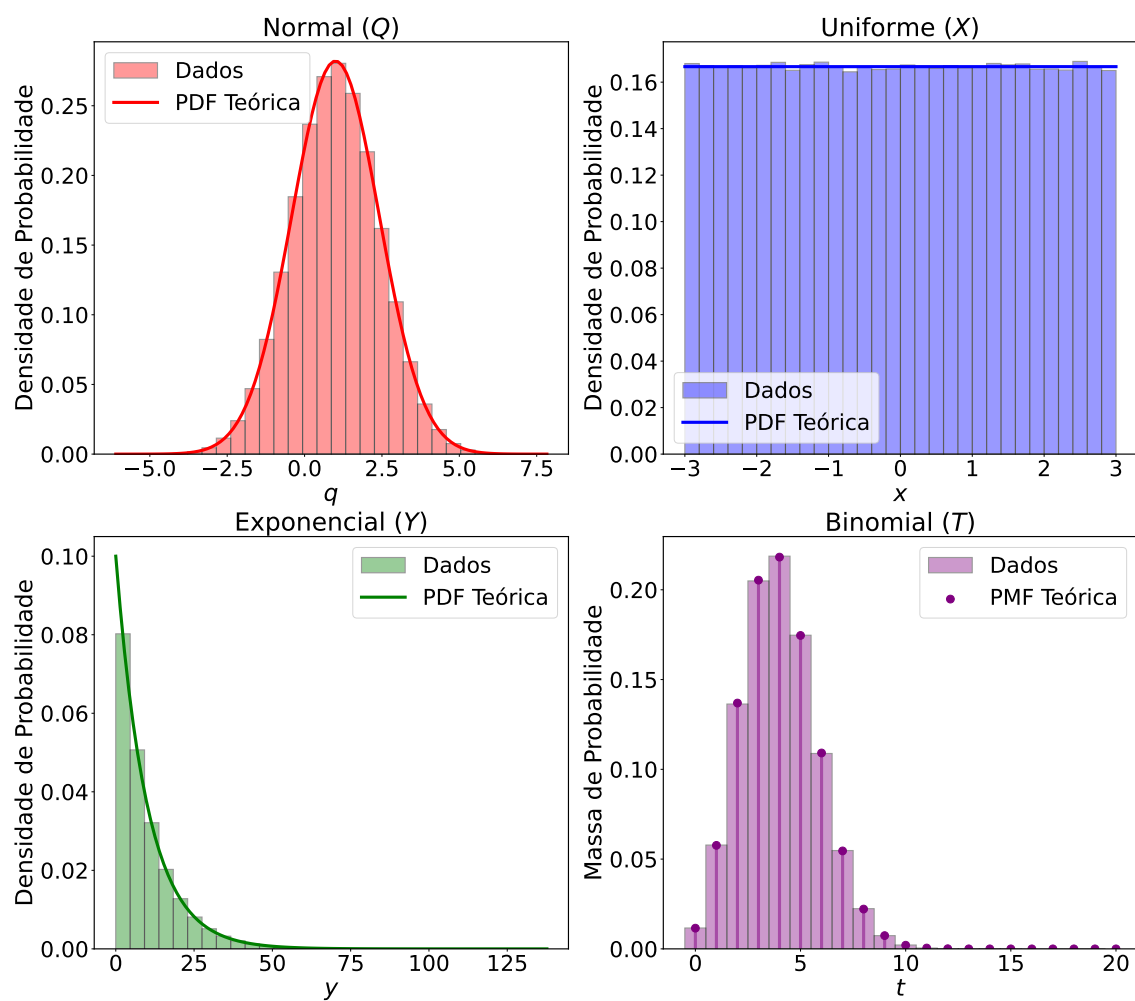 Normal (Q)
Densidade de Probabilidade
0.25
0.20
0.15
0.10
0.05
0.00
Dados
PDF Teórica
−5.0 −2.5 0.0 2.5 5.0 7.5
q
Uniforme (X)
Densidade de Probabilidade
0.16
0.14
0.12
0.10
0.08
0.06
0.04
0.02
0.00
Dados
PDF Teórica
−3 −2 −1 0 1 2 3
x
Exponencial (Y)
Densidade de Probabilidade
0.10
0.08
0.06
0.04
0.02
0.00
Dados
PDF Teórica
0 25 50 75 100 125
y
Binomial (T)
Massa de Probabilidade
0.20
0.15
0.10
0.05
0.00
Dados
PMF Teórica
0 5 10 15 20
t